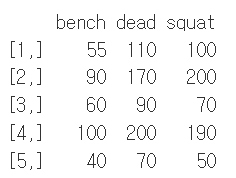 bench dead squat
[1,] 55 110 100
[2,] 90 170 200
[3,] 60 90 70
[4,] 100 200 190
[5,] 40 70 50